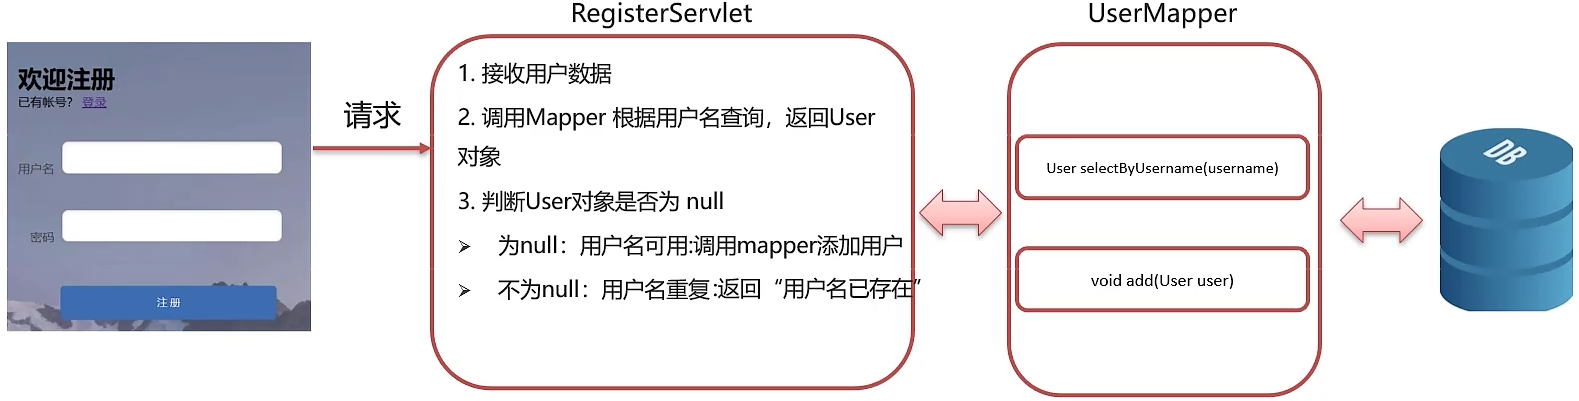 RegisterServlet
UserMapper
欢迎注册
已有帐号? 登录
用户名
密码
注册
请求
1. 接收用户数据
2. 调用Mapper 根据用户名查询，返回User
对象
3. 判断User对象是否为 null
➢ 为null：用户名可用:调用mapper添加用户
➢ 不为null：用户名重复:返回“用户名已存在”
User selectByUsername(username)
void add(User user)
DB